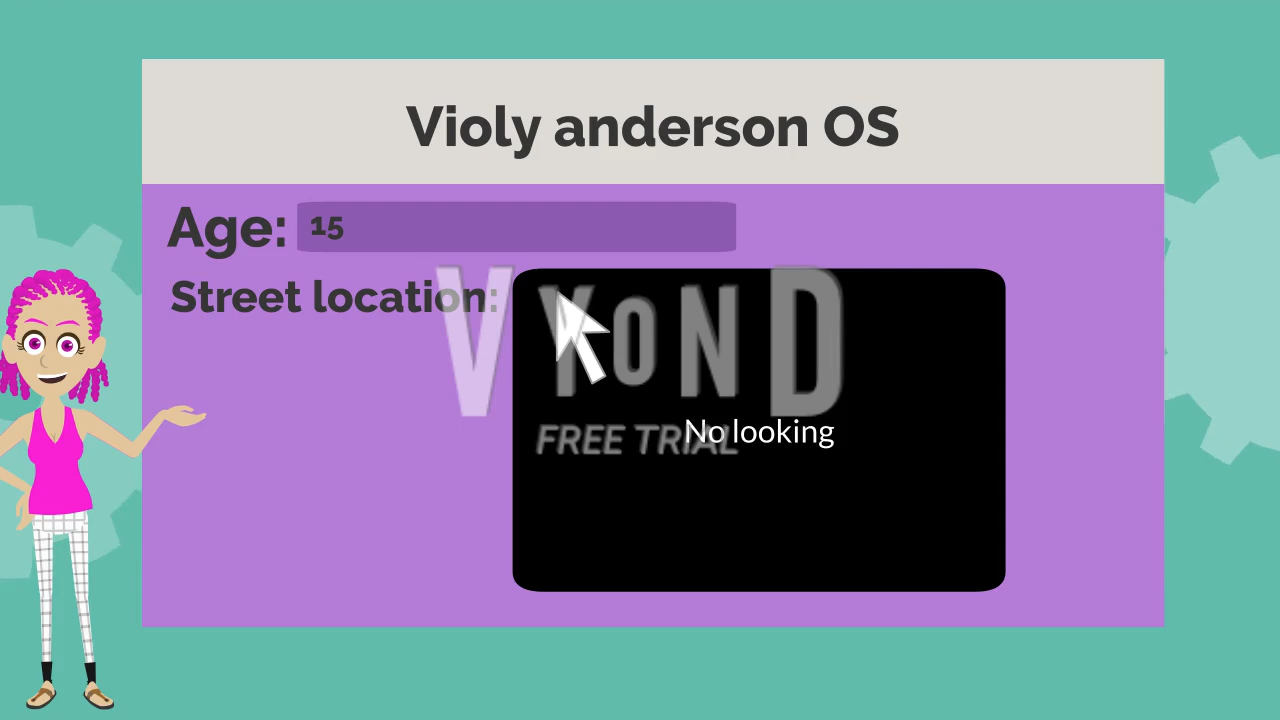 Violy anderson OS
Age: 15
Street location:
VYOND
FREE TRIAL
No looking